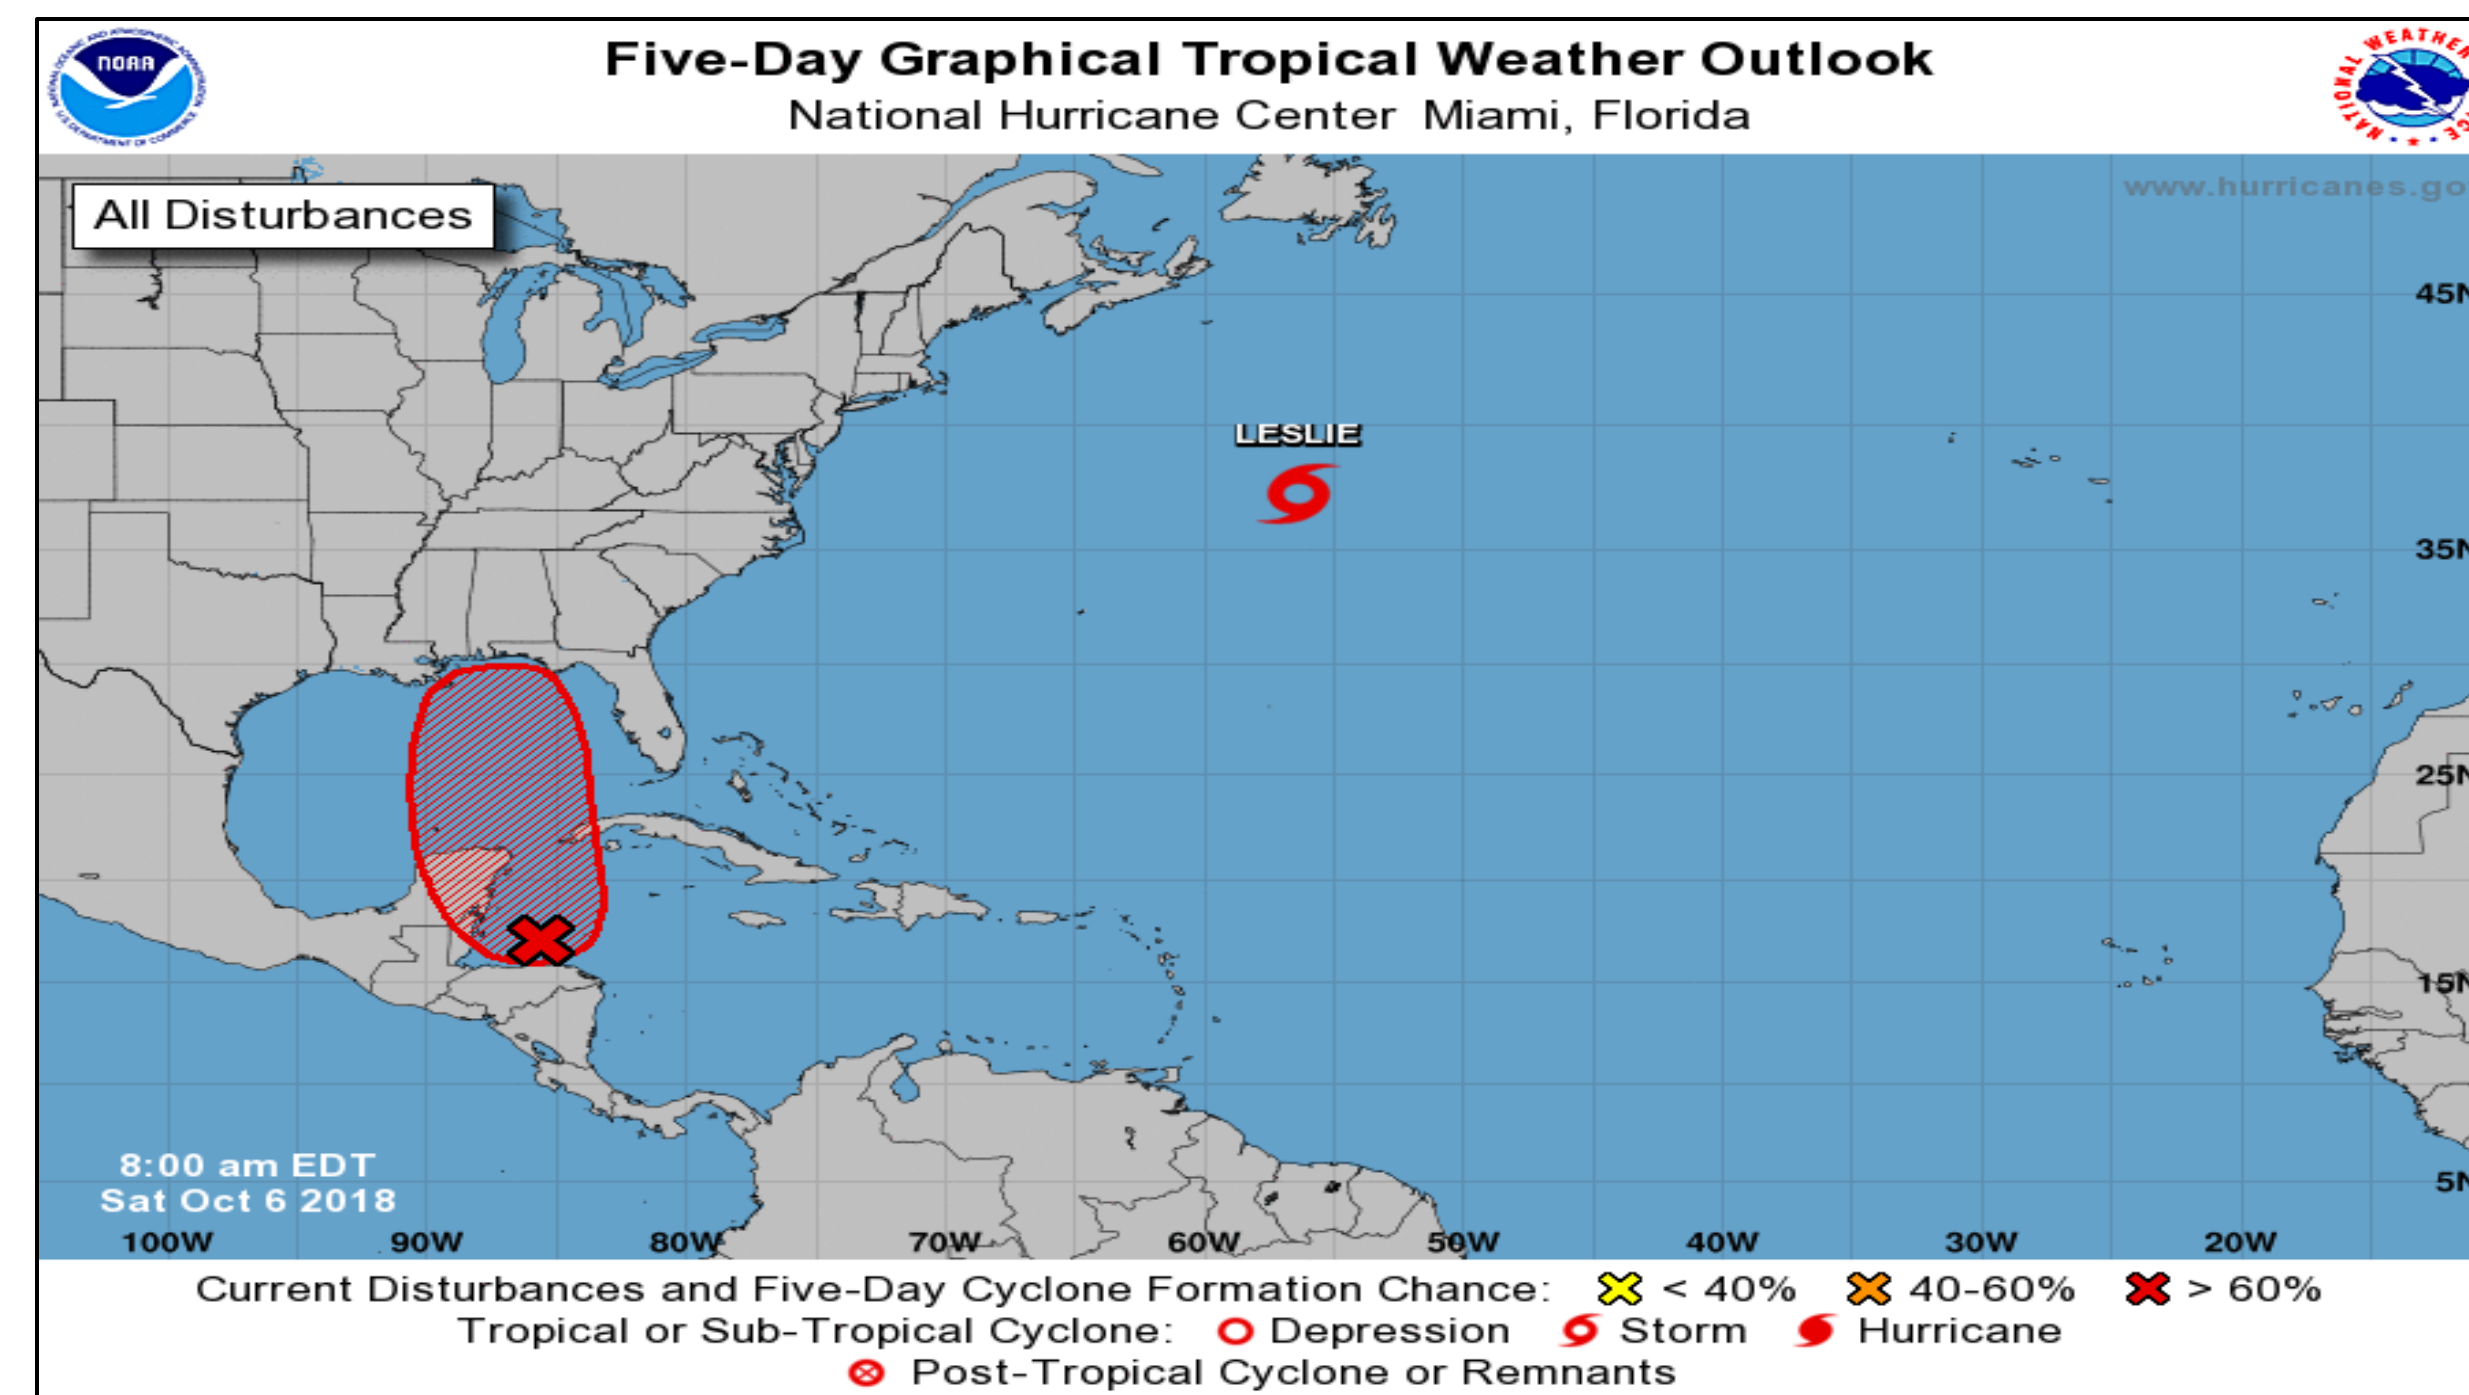 Five-Day Graphical Tropical Weather Outlook
National Hurricane Center Miami, Florida
NOAA
NATIONAL WEATHER
All Disturbances
www.hurricanes.go
45N
LESLIE
35N
25N
15N
5N
8:00 am EDT
Sat Oct 6 2018
100W 90W 80W 70W 60W 50W 40W 30W 20W
Current Disturbances and Five-Day Cyclone Formation Chance: < 40% 40-60% > 60%
Tropical or Sub-Tropical Cyclone: Depression Storm Hurricane
Post-Tropical Cyclone or Remnants